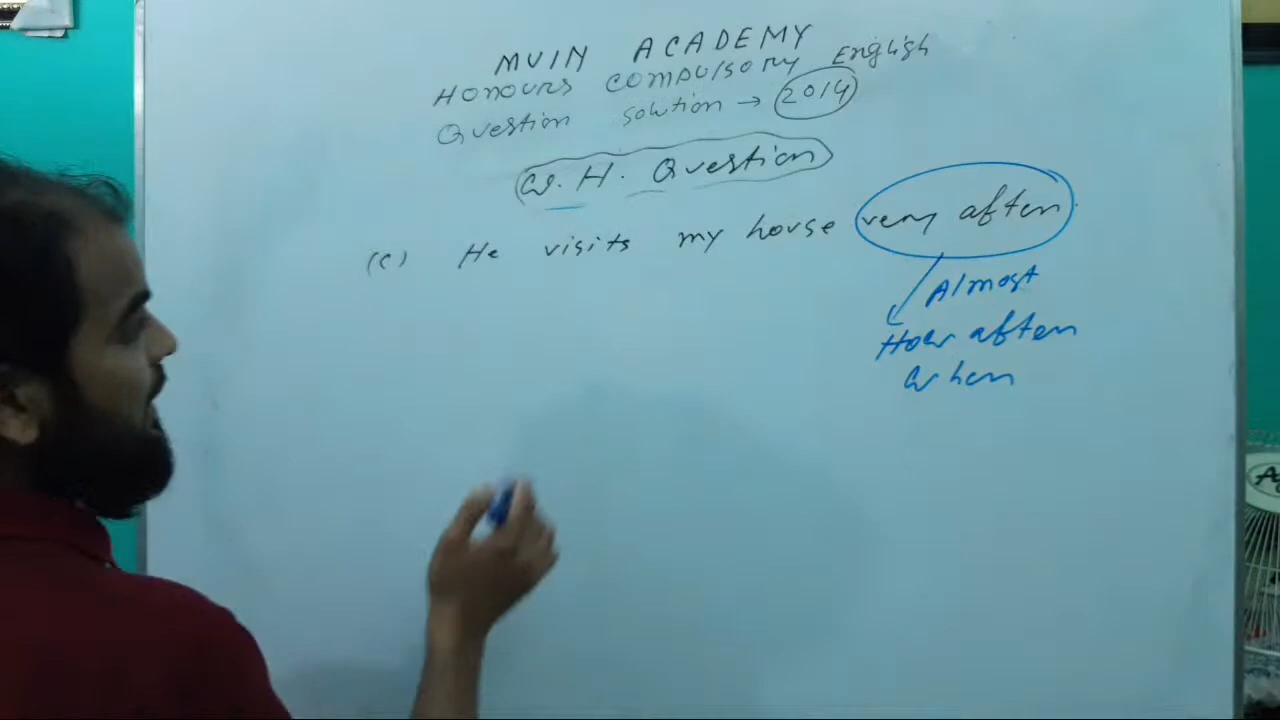 MUIN ACADEMY
Honours compulsory English
Question solution → 2014
W. H. Question
(c) He visits my house very often
Almost
How often
When